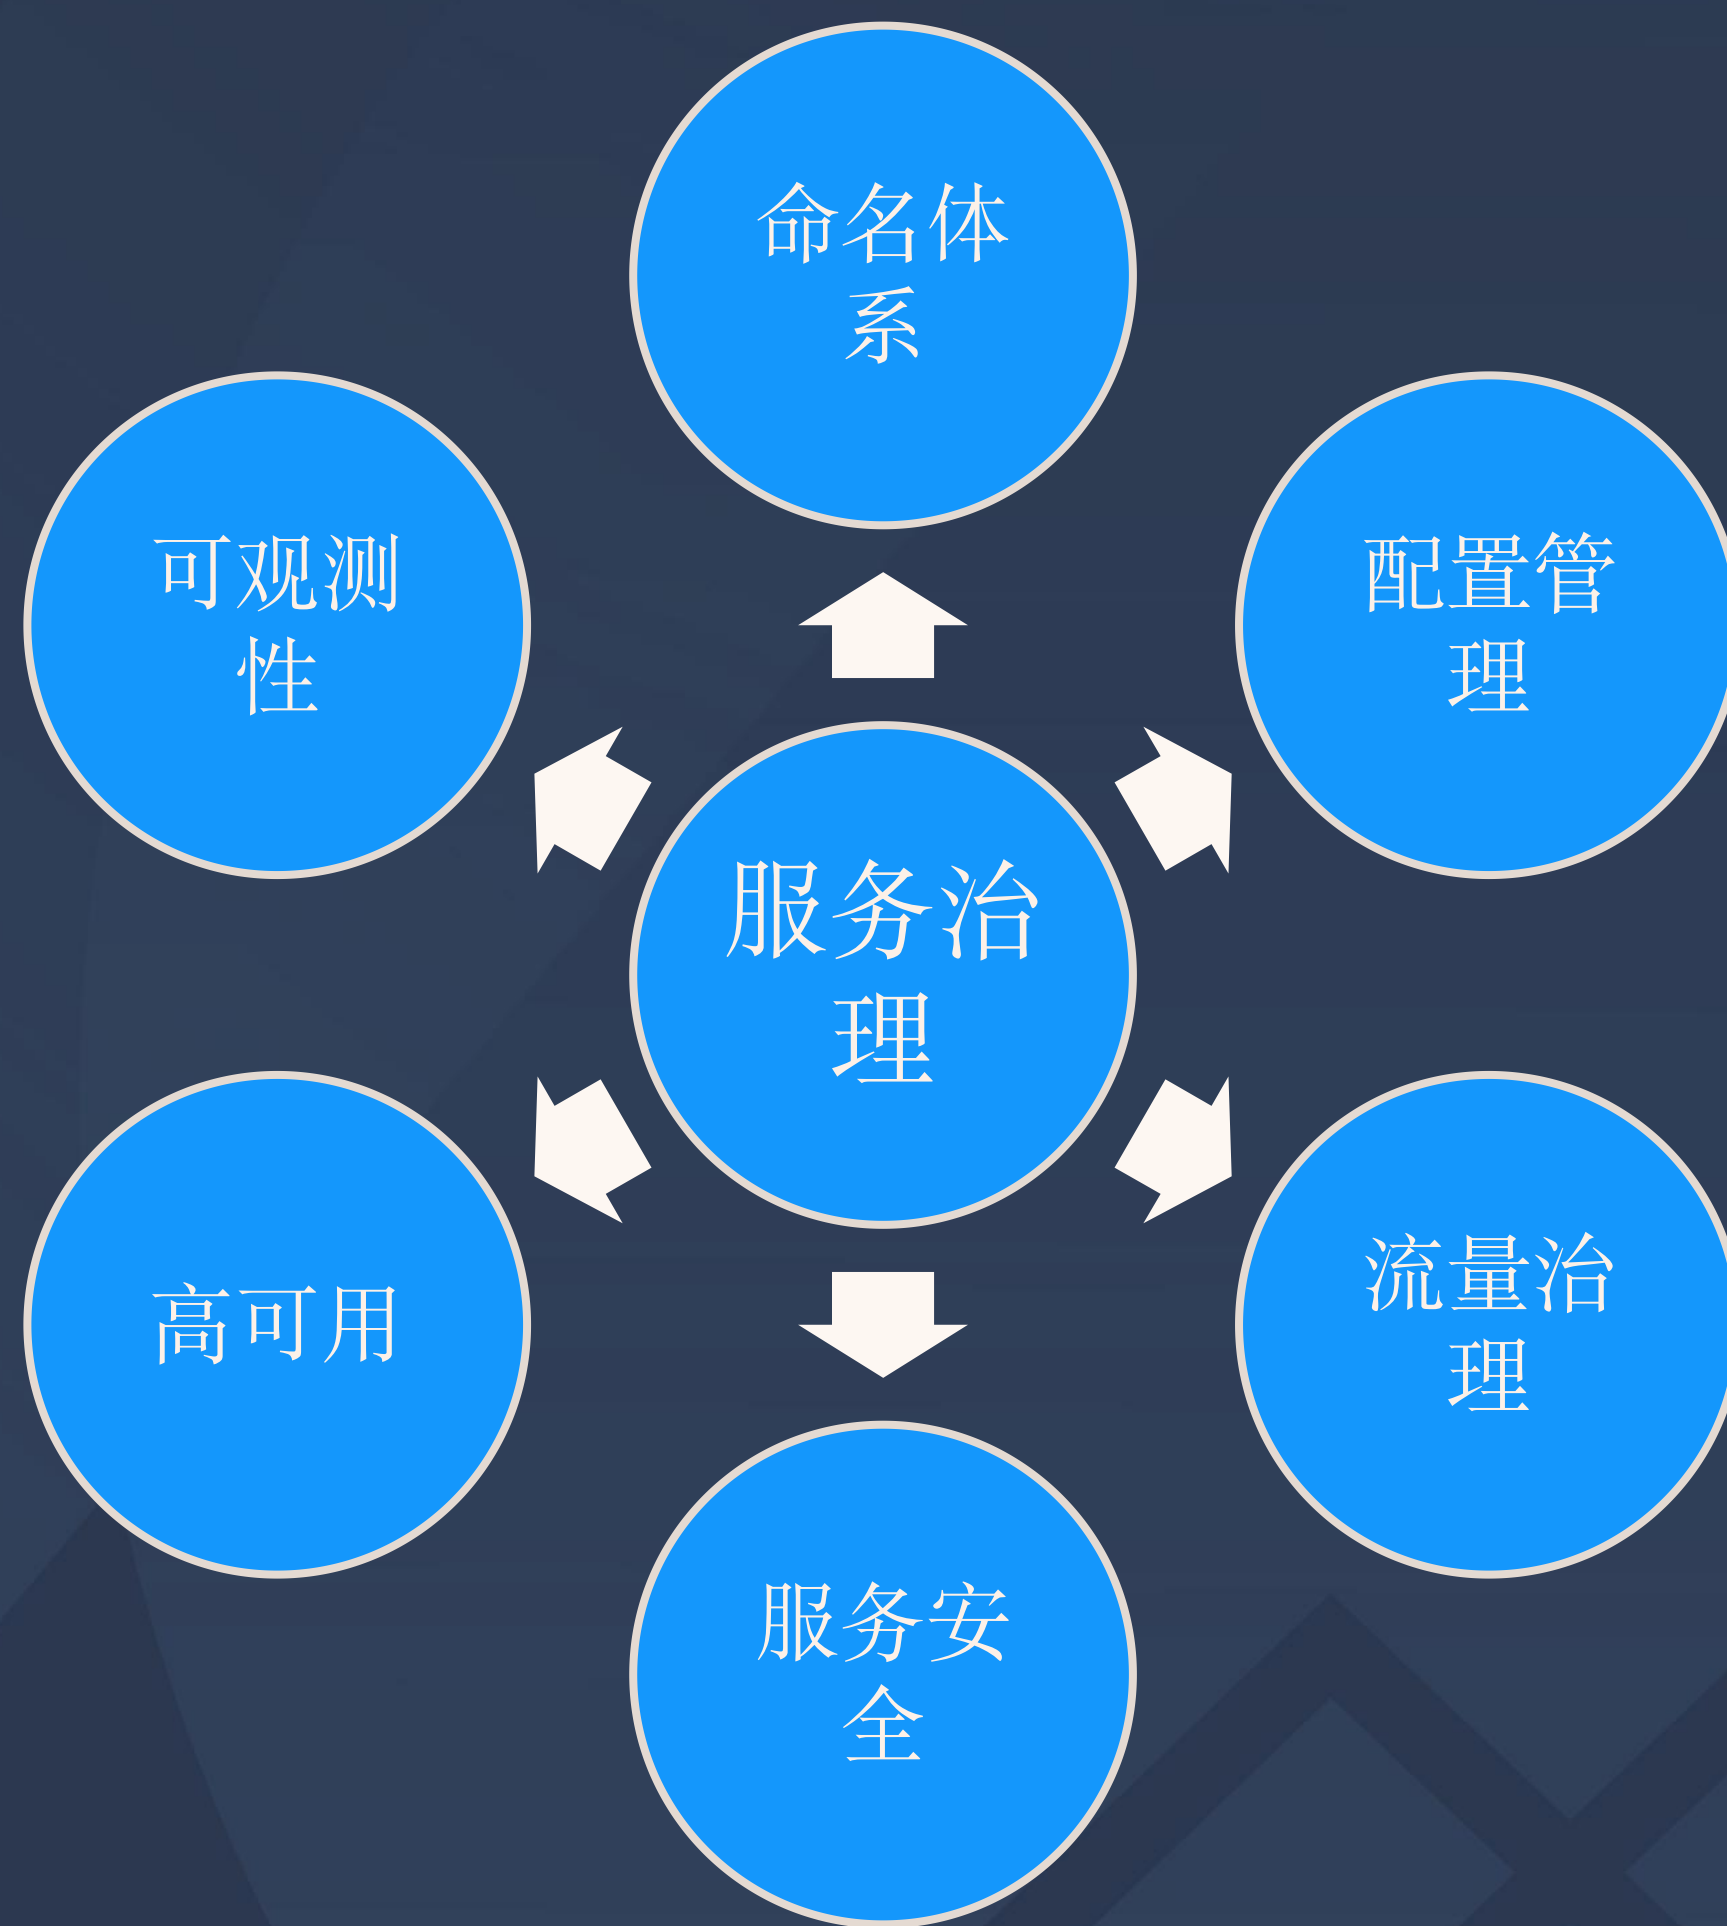 命名体
系
可观测
性
配置管
理
服务治
理
高可用
流量治
理
服务安
全